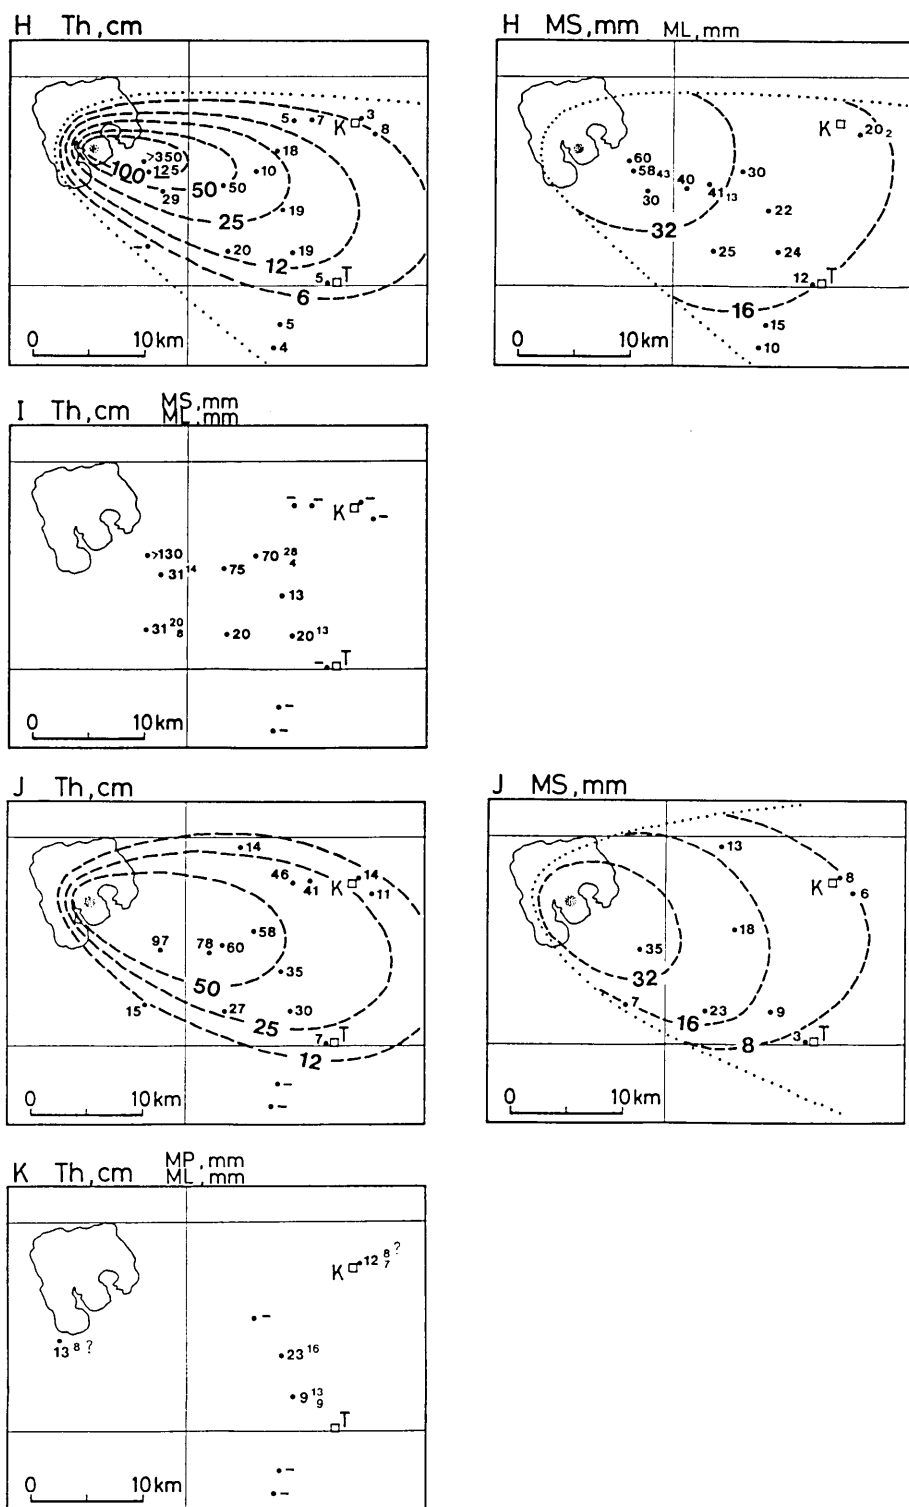 H Th,cm
5 7 3
K 8
18
>350
125 10
100 50 50
29
25 19
20 19
12
5 T
6
5
4
0 10km
H MS,mm ML,mm
K 20 2
60
58 43 40 30
30 41 13
22
32
25 24
12 T
16
15
10
0 10km
I Th,cm MS,mm
ML,mm
– – K –
–
>130 70 28
4
31 14 75
13
31 20
8 20 20 13
– T
–
–
0 10km
J Th,cm
14
46 41 K 14
11
58
97 78 60
35
50
15 27 30
25
7 T
12
–
–
0 10km
J MS,mm
13
K 8
6
18
35
32
7 23 9
16
3 T
8
0 10km
K Th,cm MP,mm
ML,mm
K 12 8 ?
7
–
13 8 ?
23 16
9 13
9
T
–
–
0 10km